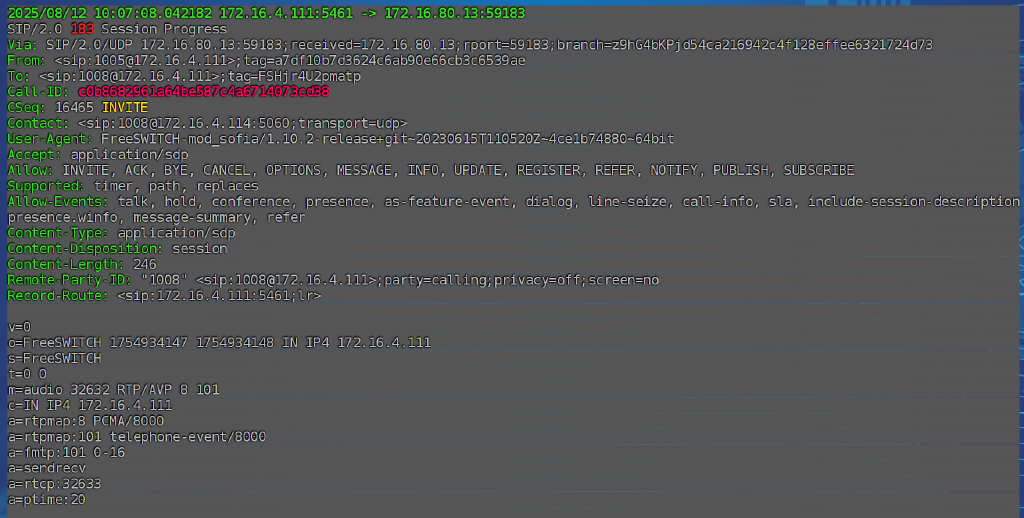 2025/08/12 10:07:08.042182 172.16.4.111:5461 -> 172.16.80.13:59183
SIP/2.0 183 Session Progress
Via: SIP/2.0/UDP 172.16.80.13:59183;received=172.16.80.13;rport=59183;branch=z9hG4bKPjd54ca216942c4f128effee6321724d73
From: <sip:1005@172.16.4.111>;tag=a7df10b7d3624c6ab90e66cb3c6539ae
To: <sip:1008@172.16.4.111>;tag=FSHjr4U2pmatp
Call-ID: c0b8682961a64be587c4a6714073cd38
CSeq: 16465 INVITE
Contact: <sip:1008@172.16.4.114:5060;transport=udp>
User-Agent: FreeSWITCH-mod_sofia/1.10.2-release+git~20230615T110520Z~4ce1b74880~64bit
Accept: application/sdp
Allow: INVITE, ACK, BYE, CANCEL, OPTIONS, MESSAGE, INFO, UPDATE, REGISTER, REFER, NOTIFY, PUBLISH, SUBSCRIBE
Supported: timer, path, replaces
Allow-Events: talk, hold, conference, presence, as-feature-event, dialog, line-seize, call-info, sla, include-session-description
presence.winfo, message-summary, refer
Content-Type: application/sdp
Content-Disposition: session
Content-Length: 246
Remote-Party-ID: "1008" <sip:1008@172.16.4.111>;party=calling;privacy=off;screen=no
Record-Route: <sip:172.16.4.111:5461;lr>
v=0
o=FreeSWITCH 1754934147 1754934148 IN IP4 172.16.4.111
s=FreeSWITCH
t=0 0
m=audio 32632 RTP/AVP 8 101
c=IN IP4 172.16.4.111
a=rtpmap:8 PCMA/8000
a=rtpmap:101 telephone-event/8000
a=fmtp:101 0-16
a=sendrecv
a=rtcp:32633
a=ptime:20